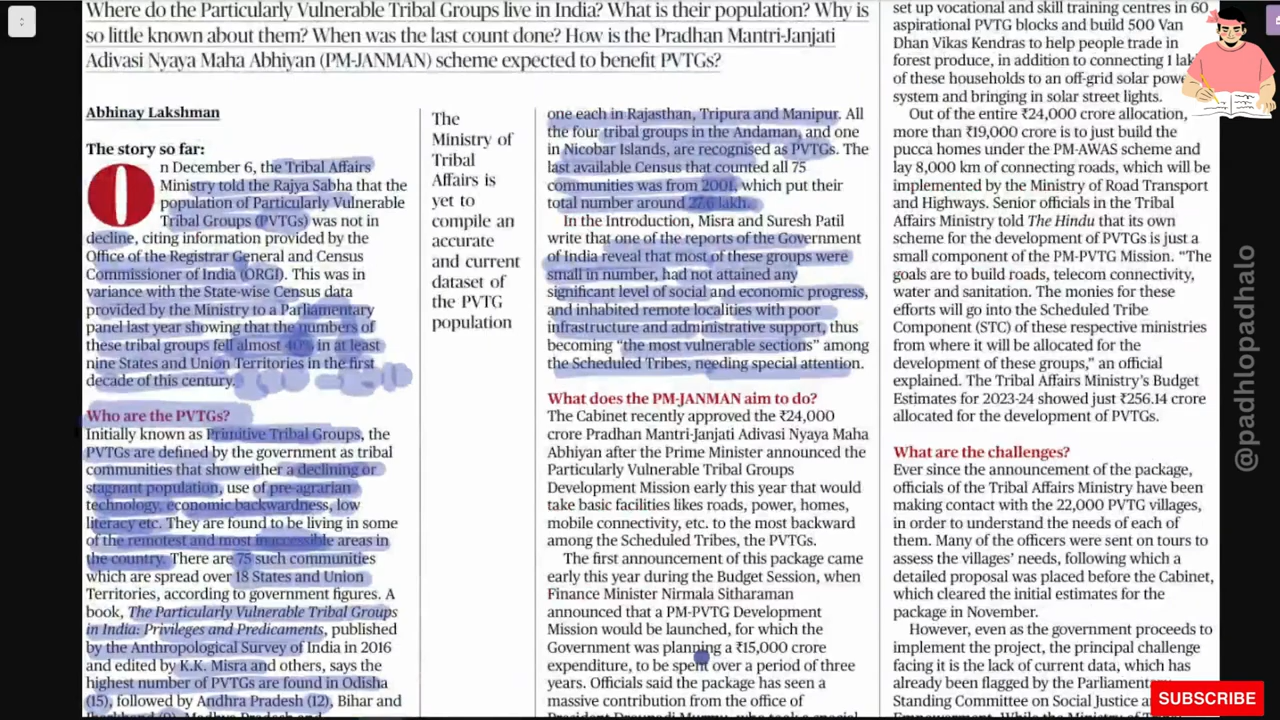 Where do the Particularly Vulnerable Tribal Groups live in India? What is their population? Why is
so little known about them? When was the last count done? How is the Pradhan Mantri-Janjati
Adivasi Nyaya Maha Abhiyan (PM-JANMAN) scheme expected to benefit PVTGs?
Abhinay Lakshman
The story so far:
On December 6, the Tribal Affairs
Ministry told the Rajya Sabha that the
population of Particularly Vulnerable
Tribal Groups (PVTGs) was not in
decline, citing information provided by the
Office of the Registrar General and Census
Commissioner of India (ORGI). This was in
variance with the State-wise Census data
provided by the Ministry to a Parliamentary
panel last year showing that the numbers of
these tribal groups fell almost 40% in at least
nine States and Union Territories in the first
decade of this century.
Who are the PVTGs?
Initially known as Primitive Tribal Groups, the
PVTGs are defined by the government as tribal
communities that show either a declining or
stagnant population, use of pre-agrarian
technology, economic backwardness, low
literacy etc. They are found to be living in some
of the remotest and most inaccessible areas in
the country. There are 75 such communities
which are spread over 18 States and Union
Territories, according to government figures. A
book, The Particularly Vulnerable Tribal Groups
in India: Privileges and Predicaments, published
by the Anthropological Survey of India in 2016
and edited by K.K. Misra and others, says the
highest number of PVTGs are found in Odisha
(15), followed by Andhra Pradesh (12), Bihar and
The
Ministry of
Tribal
Affairs is
yet to
compile an
accurate
and current
dataset of
the PVTG
population
one each in Rajasthan, Tripura and Manipur. All
the four tribal groups in the Andaman, and one
in Nicobar Islands, are recognised as PVTGs. The
last available Census that counted all 75
communities was from 2001, which put their
total number around 27.6 lakh.
In the Introduction, Misra and Suresh Patil
write that one of the reports of the Government
of India reveal that most of these groups were
small in number, had not attained any
significant level of social and economic progress,
and inhabited remote localities with poor
infrastructure and administrative support, thus
becoming “the most vulnerable sections” among
the Scheduled Tribes, needing special attention.
What does the PM-JANMAN aim to do?
The Cabinet recently approved the ₹24,000
crore Pradhan Mantri-Janjati Adivasi Nyaya Maha
Abhiyan after the Prime Minister announced the
Particularly Vulnerable Tribal Groups
Development Mission early this year that would
take basic facilities like roads, power, homes,
mobile connectivity, etc. to the most backward
among the Scheduled Tribes, the PVTGs.
The first announcement of this package came
early this year during the Budget Session, when
Finance Minister Nirmala Sitharaman
announced that a PM-PVTG Development
Mission would be launched, for which the
Government was planning a ₹15,000 crore
expenditure, to be spent over a period of three
years. Officials said the package has seen a
massive contribution from the office of
set up vocational and skill training centres in 60
aspirational PVTG blocks and build 500 Van
Dhan Vikas Kendras to help people trade in
forest produce, in addition to connecting 1
of these households to an off-grid solar
system and bringing in solar street lights.
Out of the entire ₹24,000 crore allocation,
more than ₹19,000 crore is to just build the
pucca homes under the PM-AWAS scheme and
lay 8,000 km of connecting roads, which will be
implemented by the Ministry of Road Transport
and Highways. Senior officials in the Tribal
Affairs Ministry told The Hindu that its own
scheme for the development of PVTGs is just a
small component of the PM-PVTG Mission. “The
goals are to build roads, telecom connectivity,
water and sanitation. The monies for these
efforts will go into the Scheduled Tribe
Component (STC) of these respective ministries
from where it will be allocated for the
development of these groups,” an official
explained. The Tribal Affairs Ministry’s Budget
Estimates for 2023-24 showed just ₹256.14 crore
allocated for the development of PVTGs.
What are the challenges?
Ever since the announcement of the package,
officials of the Tribal Affairs Ministry have been
making contact with the 22,000 PVTG villages,
in order to understand the needs of each of
them. Many of the officers were sent on tours to
assess the villages’ needs, following which a
detailed proposal was placed before the Cabinet,
which cleared the initial estimates for the
package in November.
However, even as the government proceeds to
implement the project, the principal challenge
facing it is the lack of current data, which has
already been flagged by the Parliamentary
Standing Committee on Social Justice
@padhlopadhalo
SUBSCRIBE